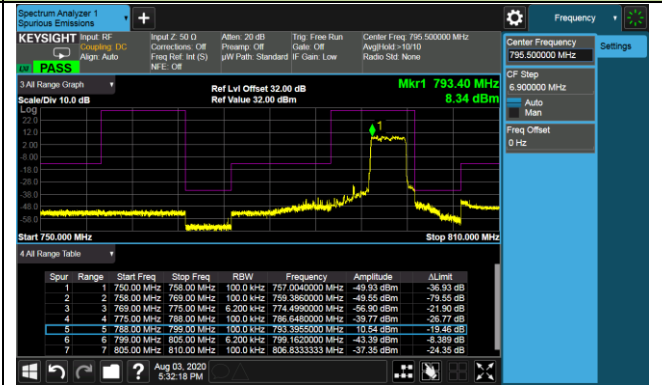 Spectrum Analyzer 1
Spurious Emissions
+
Frequency
KEYSIGHT
Input: RF
Coupling: DC
Align: Auto
Input Z: 50 Ω
Corrections: Off
Freq Ref: Int (S)
NFE: Off
Atten: 20 dB
Preamp: Off
µW Path: Standard
Trig: Free Run
Gate: Off
IF Gain: Low
Center Freq: 795.500000 MHz
Avg|Hold:>10/10
Radio Std: None
PASS
Center Frequency
795.500000 MHz
Settings
CF Step
6.900000 MHz
Auto
Man
Freq Offset
0 Hz
3 All Range Graph
Scale/Div 10.0 dB
Ref Lvl Offset 32.00 dB
Ref Value 32.00 dBm
Mkr1 793.40 MHz
8.34 dBm
Log
22.0
12.0
2.00
-8.00
-18.0
-28.0
-38.0
-48.0
-58.0
1
Start 750.000 MHz
Stop 810.000 MHz
4 All Range Table
Spur Range Start Freq Stop Freq RBW Frequency Amplitude ΔLimit
1 1 750.00 MHz 758.00 MHz 100.0 kHz 757.0040000 MHz -49.93 dBm -36.93 dB
2 2 758.00 MHz 769.00 MHz 100.0 kHz 759.3860000 MHz -49.55 dBm -79.55 dB
3 3 769.00 MHz 775.00 MHz 6.200 kHz 774.4990000 MHz -56.90 dBm -21.90 dB
4 4 775.00 MHz 788.00 MHz 100.0 kHz 786.6480000 MHz -39.77 dBm -26.77 dB
5 5 788.00 MHz 799.00 MHz 100.0 kHz 793.3955000 MHz 10.54 dBm -19.46 dB
6 6 799.00 MHz 805.00 MHz 6.200 kHz 799.1620000 MHz -43.39 dBm -8.389 dB
7 7 805.00 MHz 810.00 MHz 100.0 kHz 806.8333333 MHz -37.35 dBm -24.35 dB
?
Aug 03, 2020
5:32:18 PM